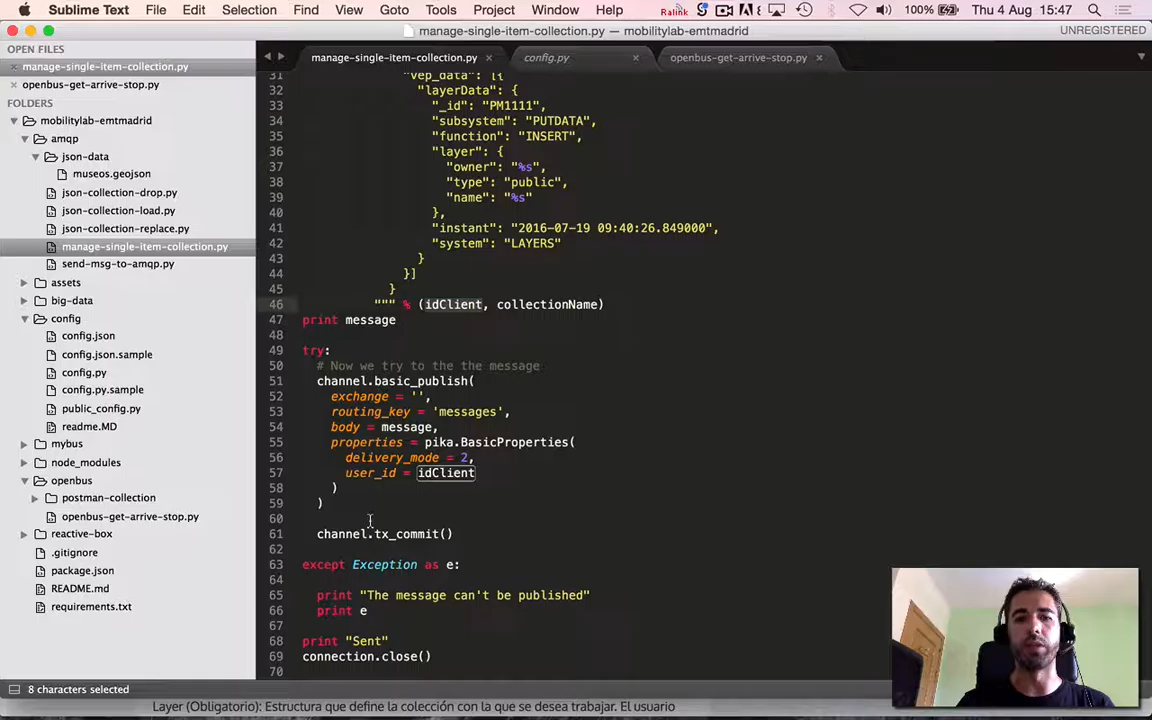 Sublime Text File Edit Selection Find View Goto Tools Project Window Help Ralink 100% Thu 4 Aug 15:47
manage-single-item-collection.py — mobilitylab-emtmadrid UNREGISTERED
OPEN FILES
manage-single-item-collection.py
openbus-get-arrive-stop.py
FOLDERS
mobilitylab-emtmadrid
amqp
json-data
museos.geojson
json-collection-drop.py
json-collection-load.py
json-collection-replace.py
manage-single-item-collection.py
send-msg-to-amqp.py
assets
big-data
config
config.json
config.json.sample
config.py
config.py.sample
public_config.py
readme.MD
mybus
node_modules
openbus
postman-collection
openbus-get-arrive-stop.py
reactive-box
.gitignore
package.json
README.md
requirements.txt
manage-single-item-collection.py config.py openbus-get-arrive-stop.py
31 "vep_data": [{
32 "layerData": {
33 "_id": "PM1111",
34 "subsystem": "PUTDATA",
35 "function": "INSERT",
36 "layer": {
37 "owner": "%s",
38 "type": "public",
39 "name": "%s"
40 },
41 "instant": "2016-07-19 09:40:26.849000",
42 "system": "LAYERS"
43 }
44 }]
45 }
46 """ % (idClient, collectionName)
47 print message
48
49 try:
50 # Now we try to the the message
51 channel.basic_publish(
52 exchange = '',
53 routing_key = 'messages',
54 body = message,
55 properties = pika.BasicProperties(
56 delivery_mode = 2,
57 user_id = idClient
58 )
59 )
60
61 channel.tx_commit()
62
63 except Exception as e:
64
65 print "The message can't be published"
66 print e
67
68 print "Sent"
69 connection.close()
70
8 characters selected
Layer (Obligatorio): Estructura que define la colección con la que se desea trabajar. El usuario